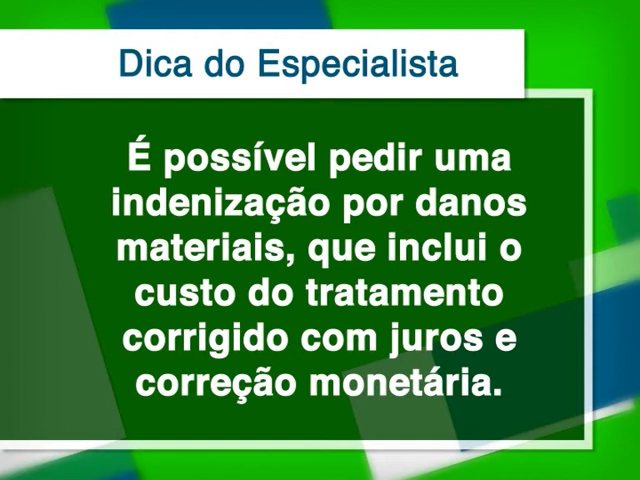 Dica do Especialista
É possível pedir uma
indenização por danos
materiais, que inclui o
custo do tratamento
corrigido com juros e
correção monetária.